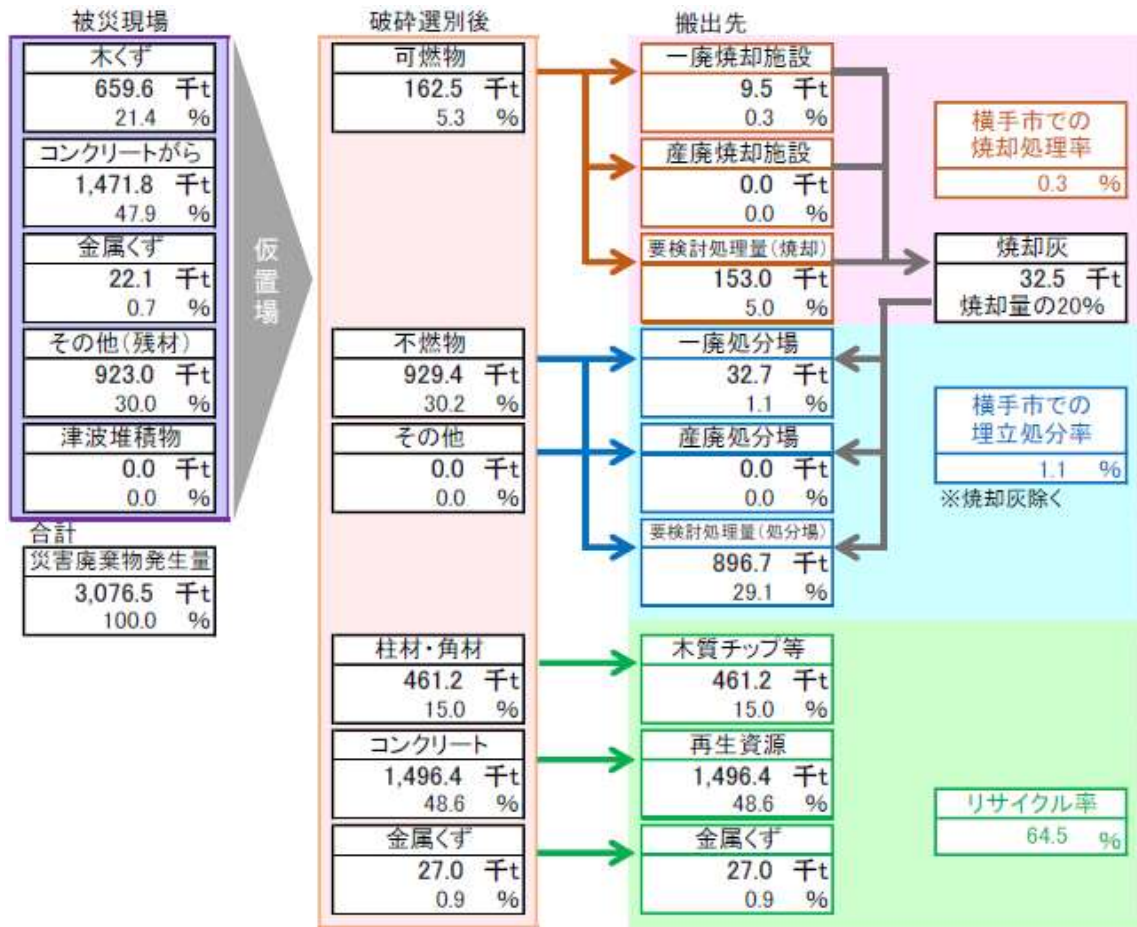 被災現場
木くず
659.6 千t
21.4 %
コンクリートがら
1,471.8 千t
47.9 %
金属くず
22.1 千t
0.7 %
その他(残材)
923.0 千t
30.0 %
津波堆積物
0.0 千t
0.0 %
合計
災害廃棄物発生量
3,076.5 千t
100.0 %
仮置場
破砕選別後
可燃物
162.5 千t
5.3 %
不燃物
929.4 千t
30.2 %
その他
0.0 千t
0.0 %
柱材・角材
461.2 千t
15.0 %
コンクリート
1,496.4 千t
48.6 %
金属くず
27.0 千t
0.9 %
搬出先
一廃焼却施設
9.5 千t
0.3 %
産廃焼却施設
0.0 千t
0.0 %
要検討処理量(焼却)
153.0 千t
5.0 %
一廃処分場
32.7 千t
1.1 %
産廃処分場
0.0 千t
0.0 %
要検討処理量(処分場)
896.7 千t
29.1 %
木質チップ等
461.2 千t
15.0 %
再生資源
1,496.4 千t
48.6 %
金属くず
27.0 千t
0.9 %
横手市での
焼却処理率
0.3 %
焼却灰
32.5 千t
焼却量の20%
横手市での
埋立処分率
1.1 %
※焼却灰除く
リサイクル率
64.5 %